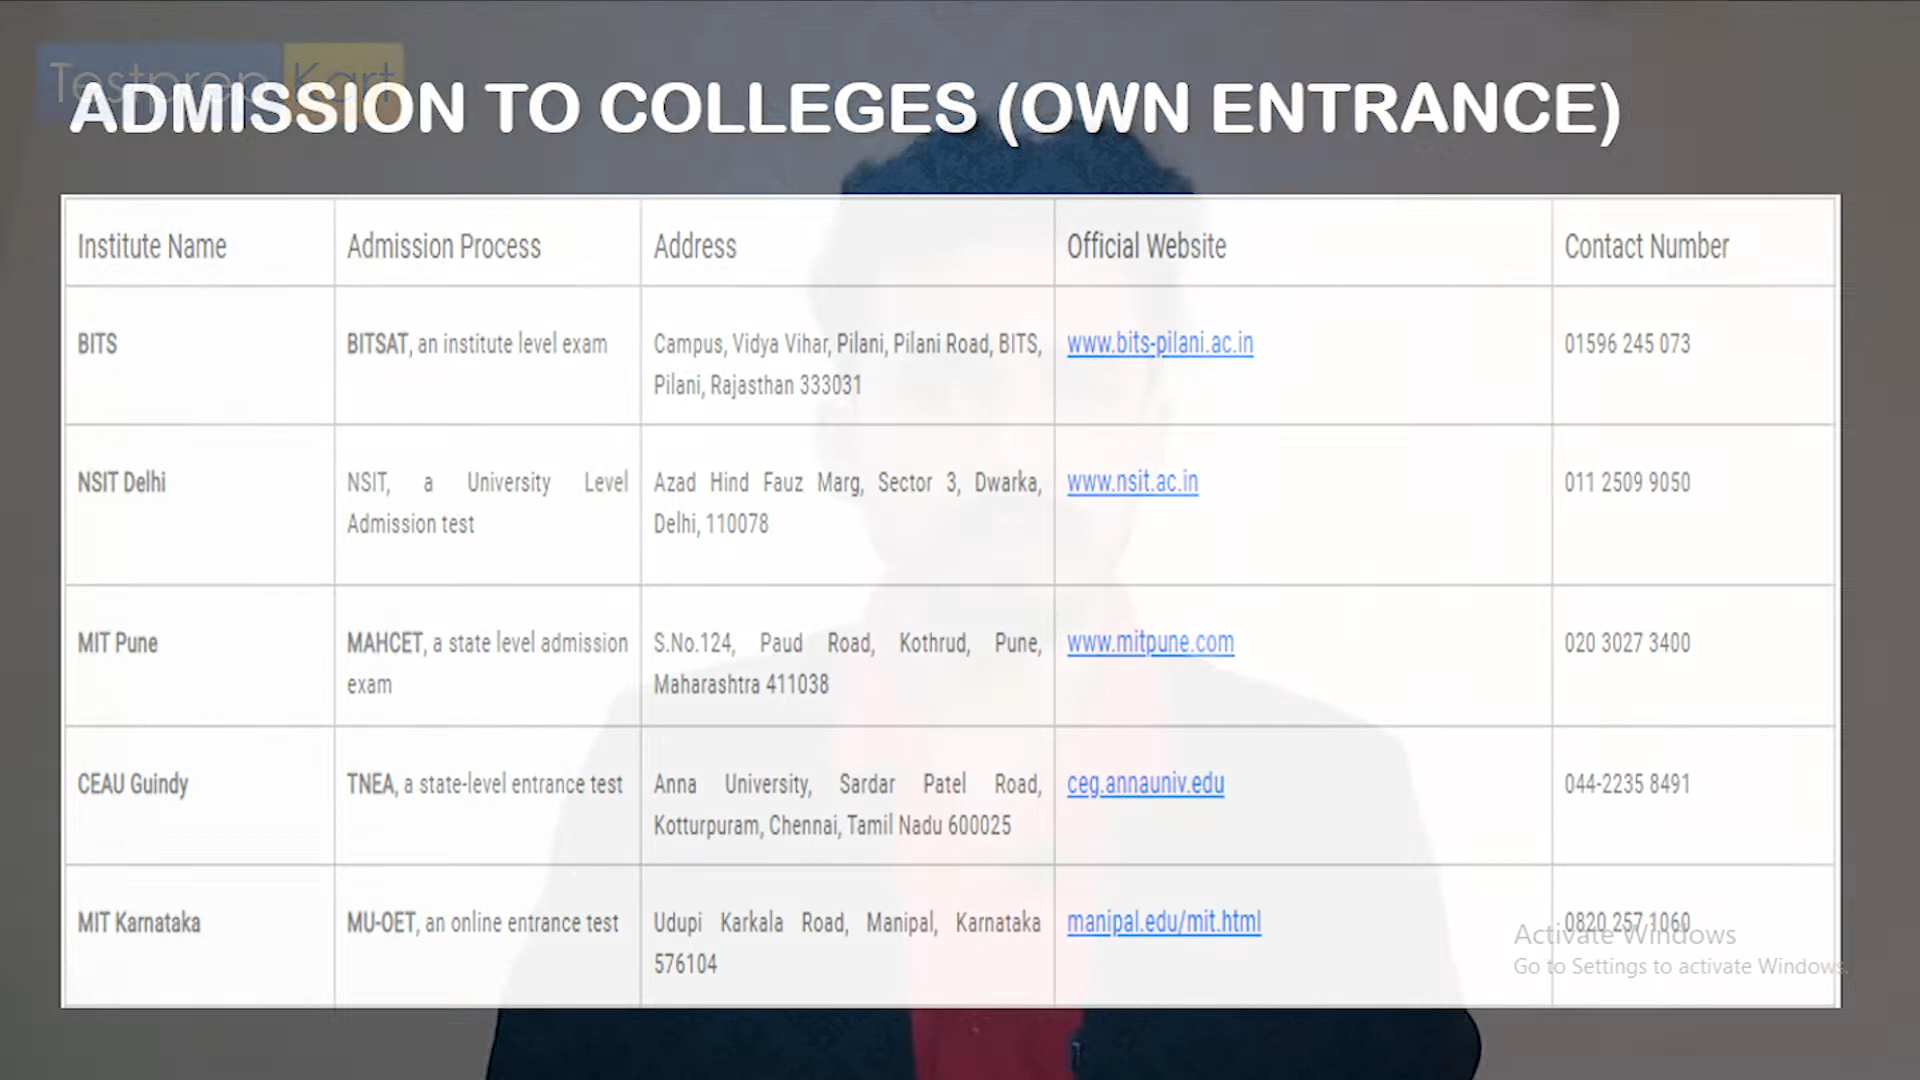 Testprep Kart
ADMISSION TO COLLEGES (OWN ENTRANCE)
Institute Name
Admission Process
Address
Official Website
Contact Number
BITS
BITSAT, an institute level exam
Campus, Vidya Vihar, Pilani, Pilani Road, BITS,
Pilani, Rajasthan 333031
www.bits-pilani.ac.in
01596 245 073
NSIT Delhi
NSIT, a University Level
Admission test
Azad Hind Fauz Marg, Sector 3, Dwarka,
Delhi, 110078
www.nsit.ac.in
011 2509 9050
MIT Pune
MAHCET, a state level admission
exam
S.No.124, Paud Road, Kothrud, Pune,
Maharashtra 411038
www.mitpune.com
020 3027 3400
CEAU Guindy
TNEA, a state-level entrance test
Anna University, Sardar Patel Road,
Kotturpuram, Chennai, Tamil Nadu 600025
ceg.annauniv.edu
044-2235 8491
MIT Karnataka
MU-OET, an online entrance test
Udupi Karkala Road, Manipal, Karnataka
576104
manipal.edu/mit.html
0820 257 1060
Activate Windows
Go to Settings to activate Windows.